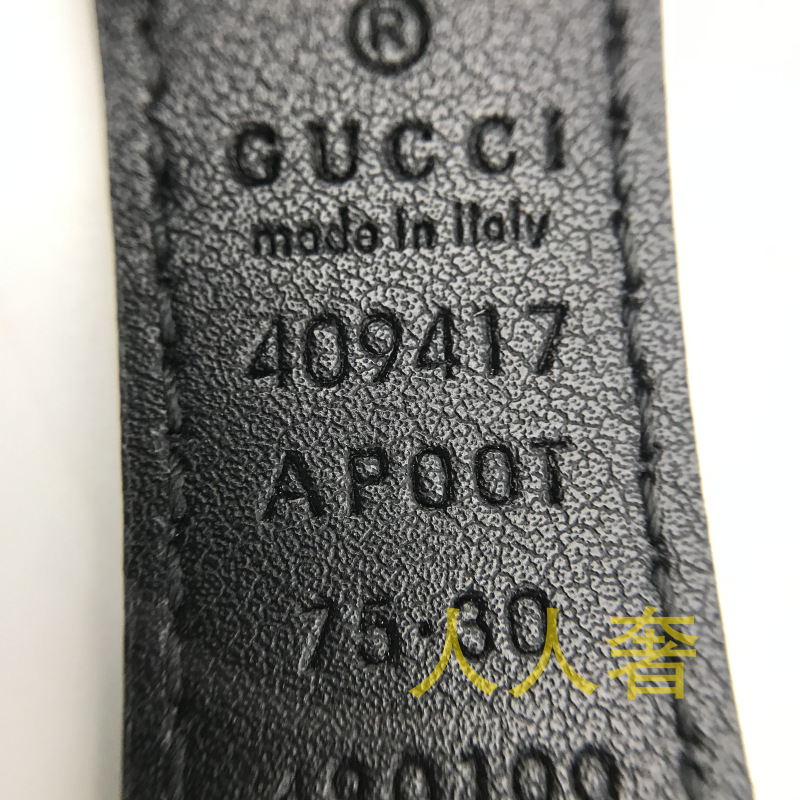 ®
GUCCI
made in italy
409417
AP00T
75·30
人人奢